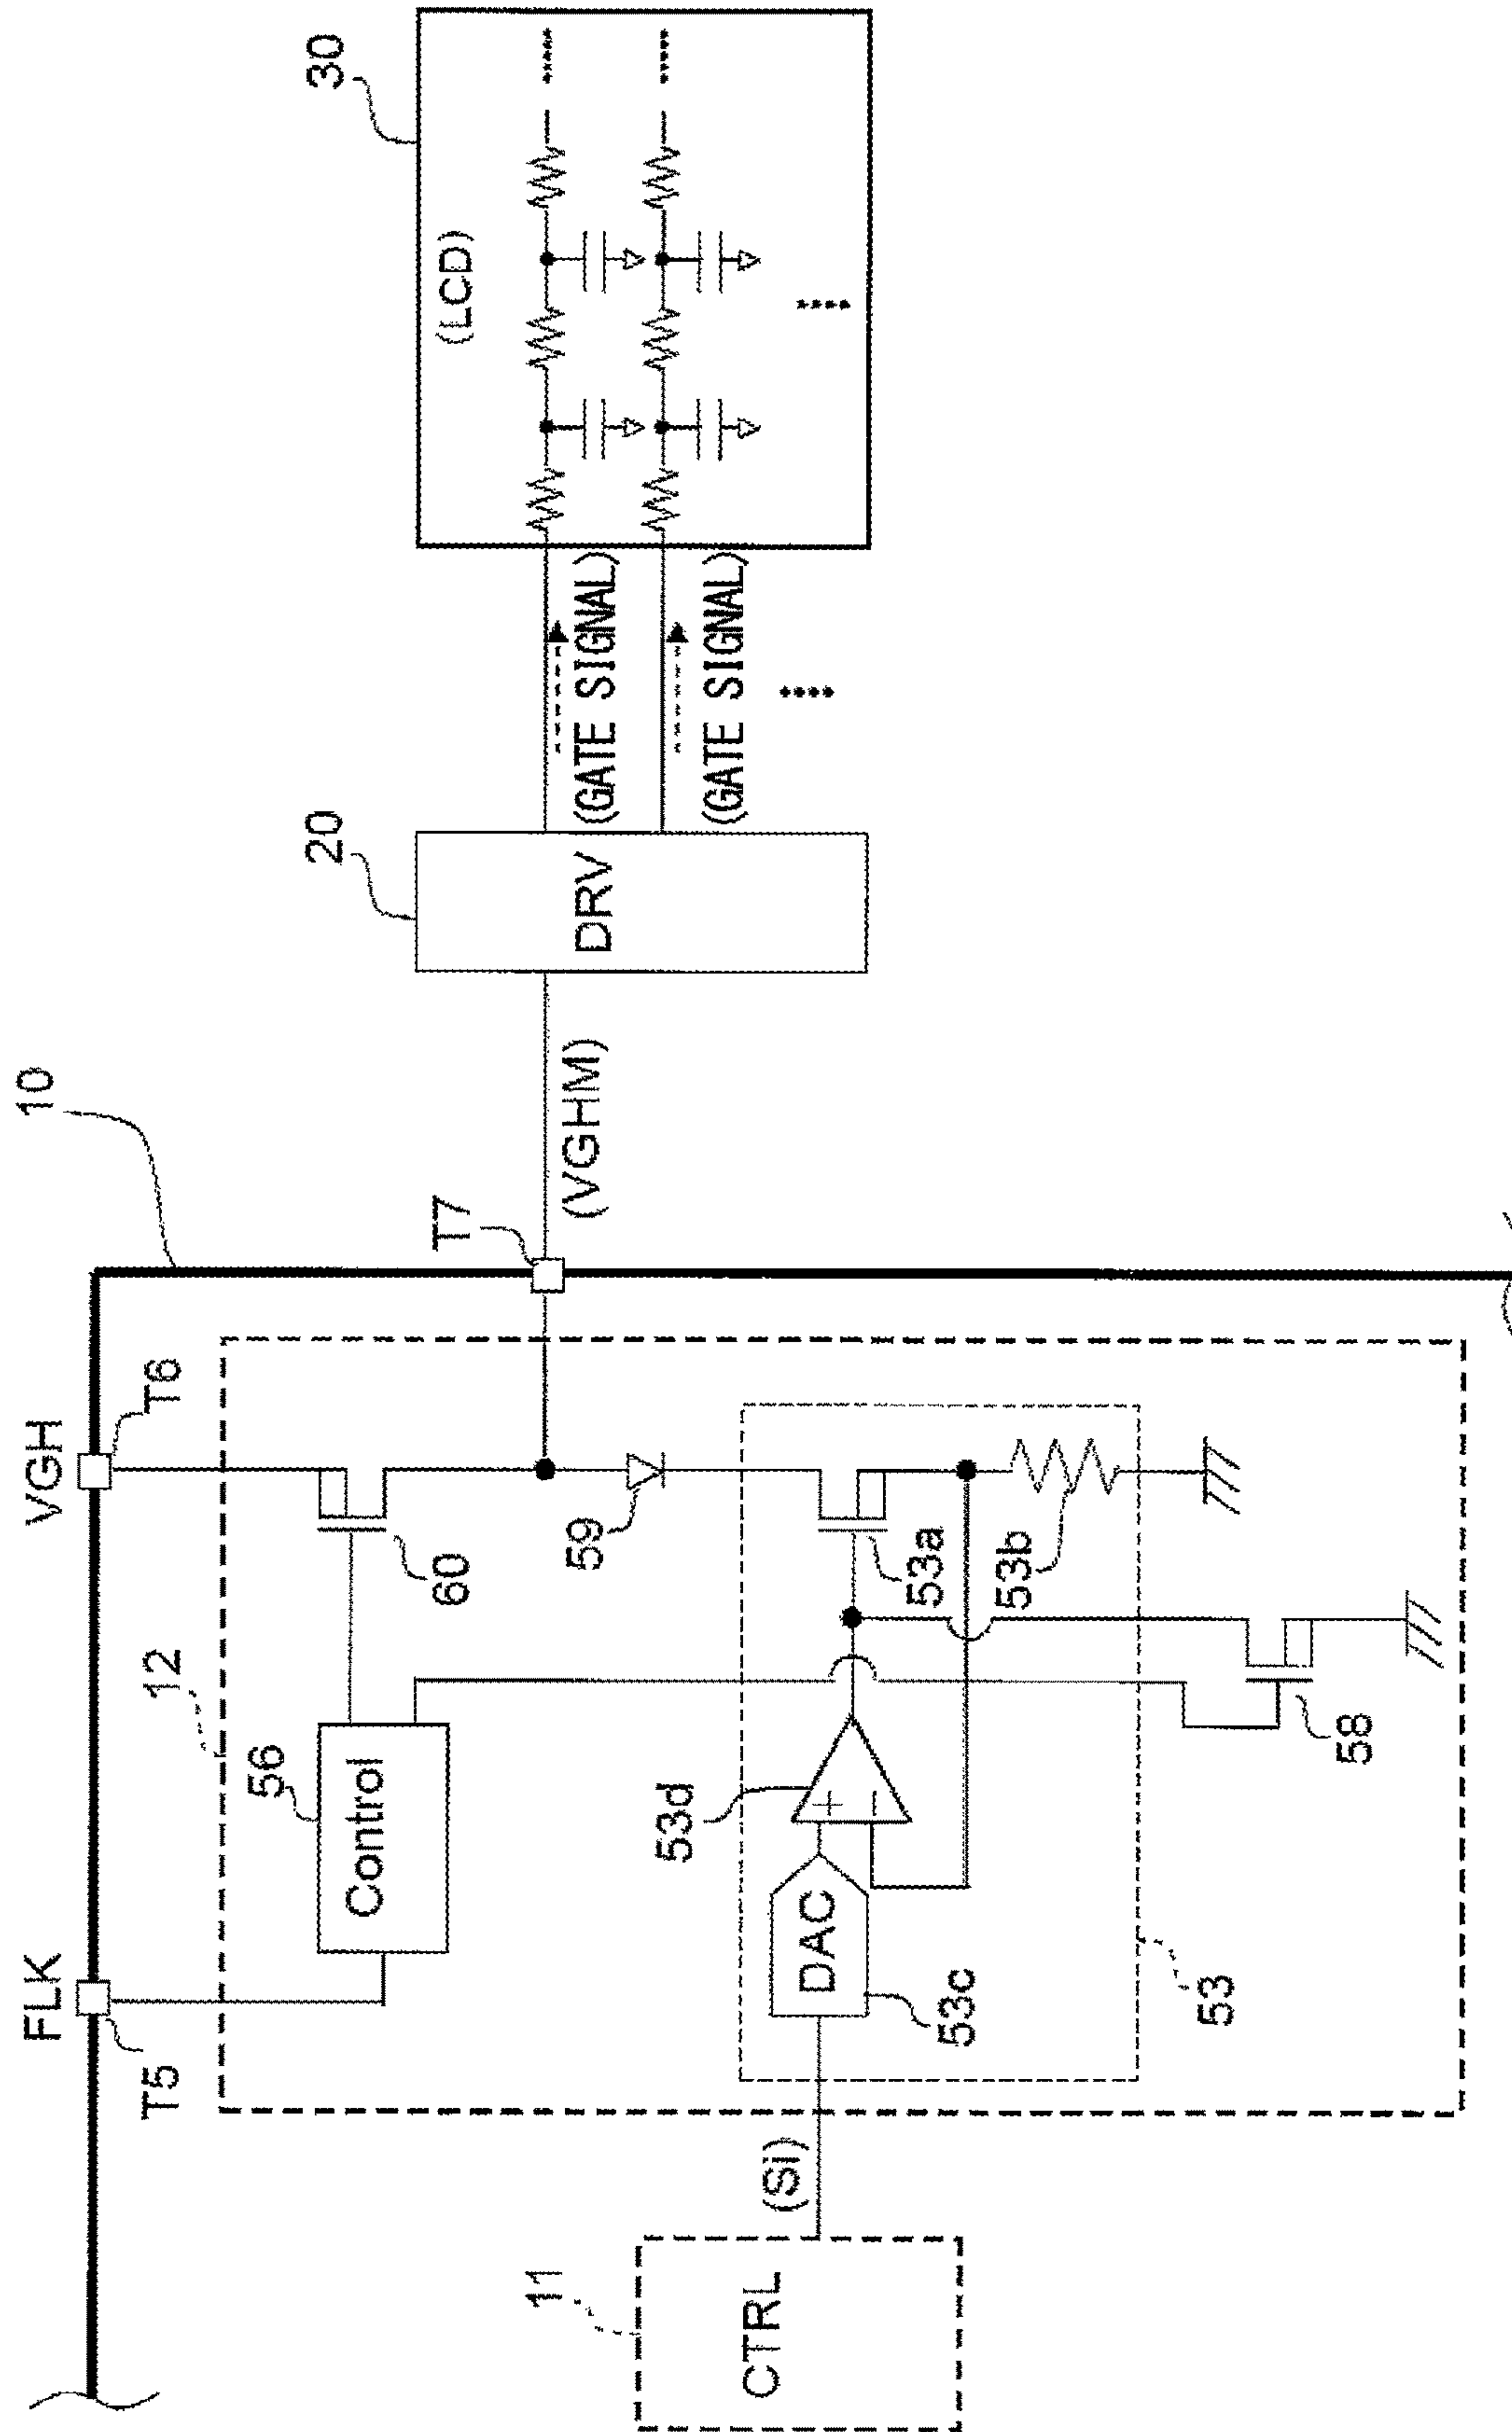 FLK
VGH
10
T5
T6
T7
12
56
Control
60
59
(VGHM)
20
DRV
(GATE SIGNAL)
(GATE SIGNAL)
30
(LCD)
11
CTRL
(Si)
53d
+
−
DAC
53c
53a
53b
53
58